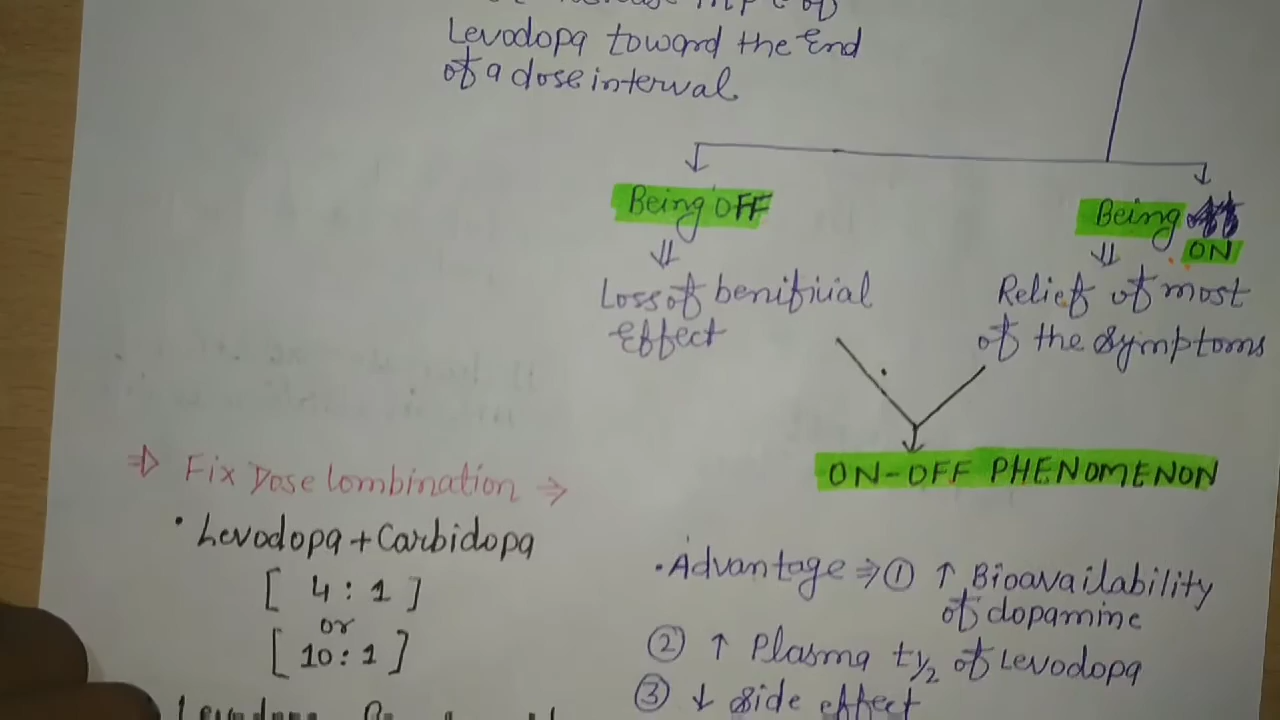 of
Levodopa toward the End
of a dose interval
Being OFF
Being
ON
Loss of benificial
Effect
Relief of most
of the symptoms
ON-OFF PHENOMENON
⇒ Fix Dose Combination ⇒
• Levodopa + Carbidopa
[ 4 : 1 ]
or
[ 10 : 1 ]
• Advantage ⇒ ① ↑ Bioavailability
of dopamine
② ↑ Plasma t1/2 of Levodopa
③ ↓ side effect